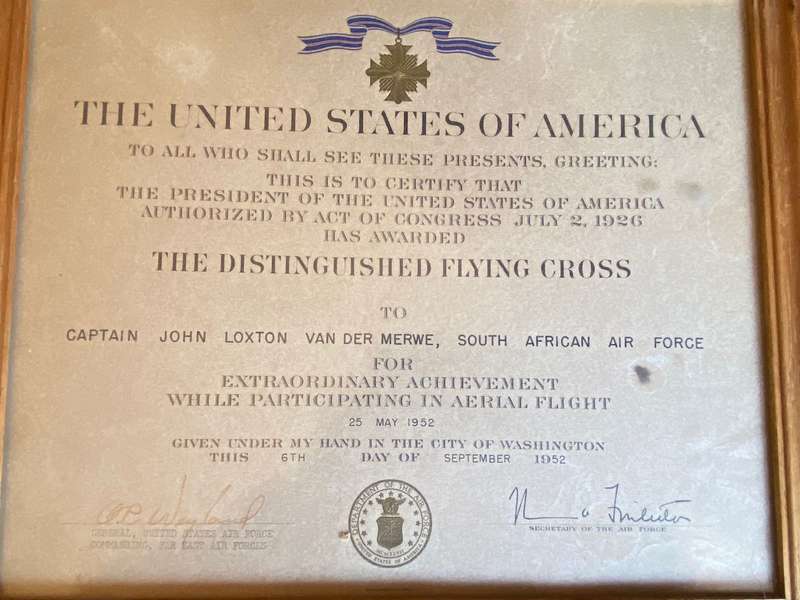 THE UNITED STATES OF AMERICA
TO ALL WHO SHALL SEE THESE PRESENTS, GREETING:
THIS IS TO CERTIFY THAT
THE PRESIDENT OF THE UNITED STATES OF AMERICA
AUTHORIZED BY ACT OF CONGRESS JULY 2, 1926
HAS AWARDED
THE DISTINGUISHED FLYING CROSS
TO
CAPTAIN JOHN LOXTON VAN DER MERWE, SOUTH AFRICAN AIR FORCE
FOR
EXTRAORDINARY ACHIEVEMENT
WHILE PARTICIPATING IN AERIAL FLIGHT
25 MAY 1952
GIVEN UNDER MY HAND IN THE CITY OF WASHINGTON
THIS 6TH DAY OF SEPTEMBER 1952
GENERAL, UNITED STATES AIR FORCE
COMMANDING, FAR EAST AIR FORCES
DEPARTMENT OF THE AIR FORCE
MCMXLVII
UNITED STATES OF AMERICA
SECRETARY OF THE AIR FORCE